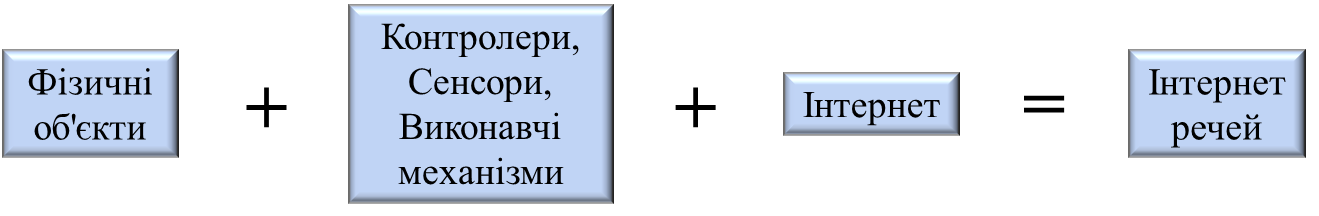 Фізичні
об'єкти
+
Контролери,
Сенсори,
Виконавчі
механізми
+
Інтернет
=
Інтернет
речей